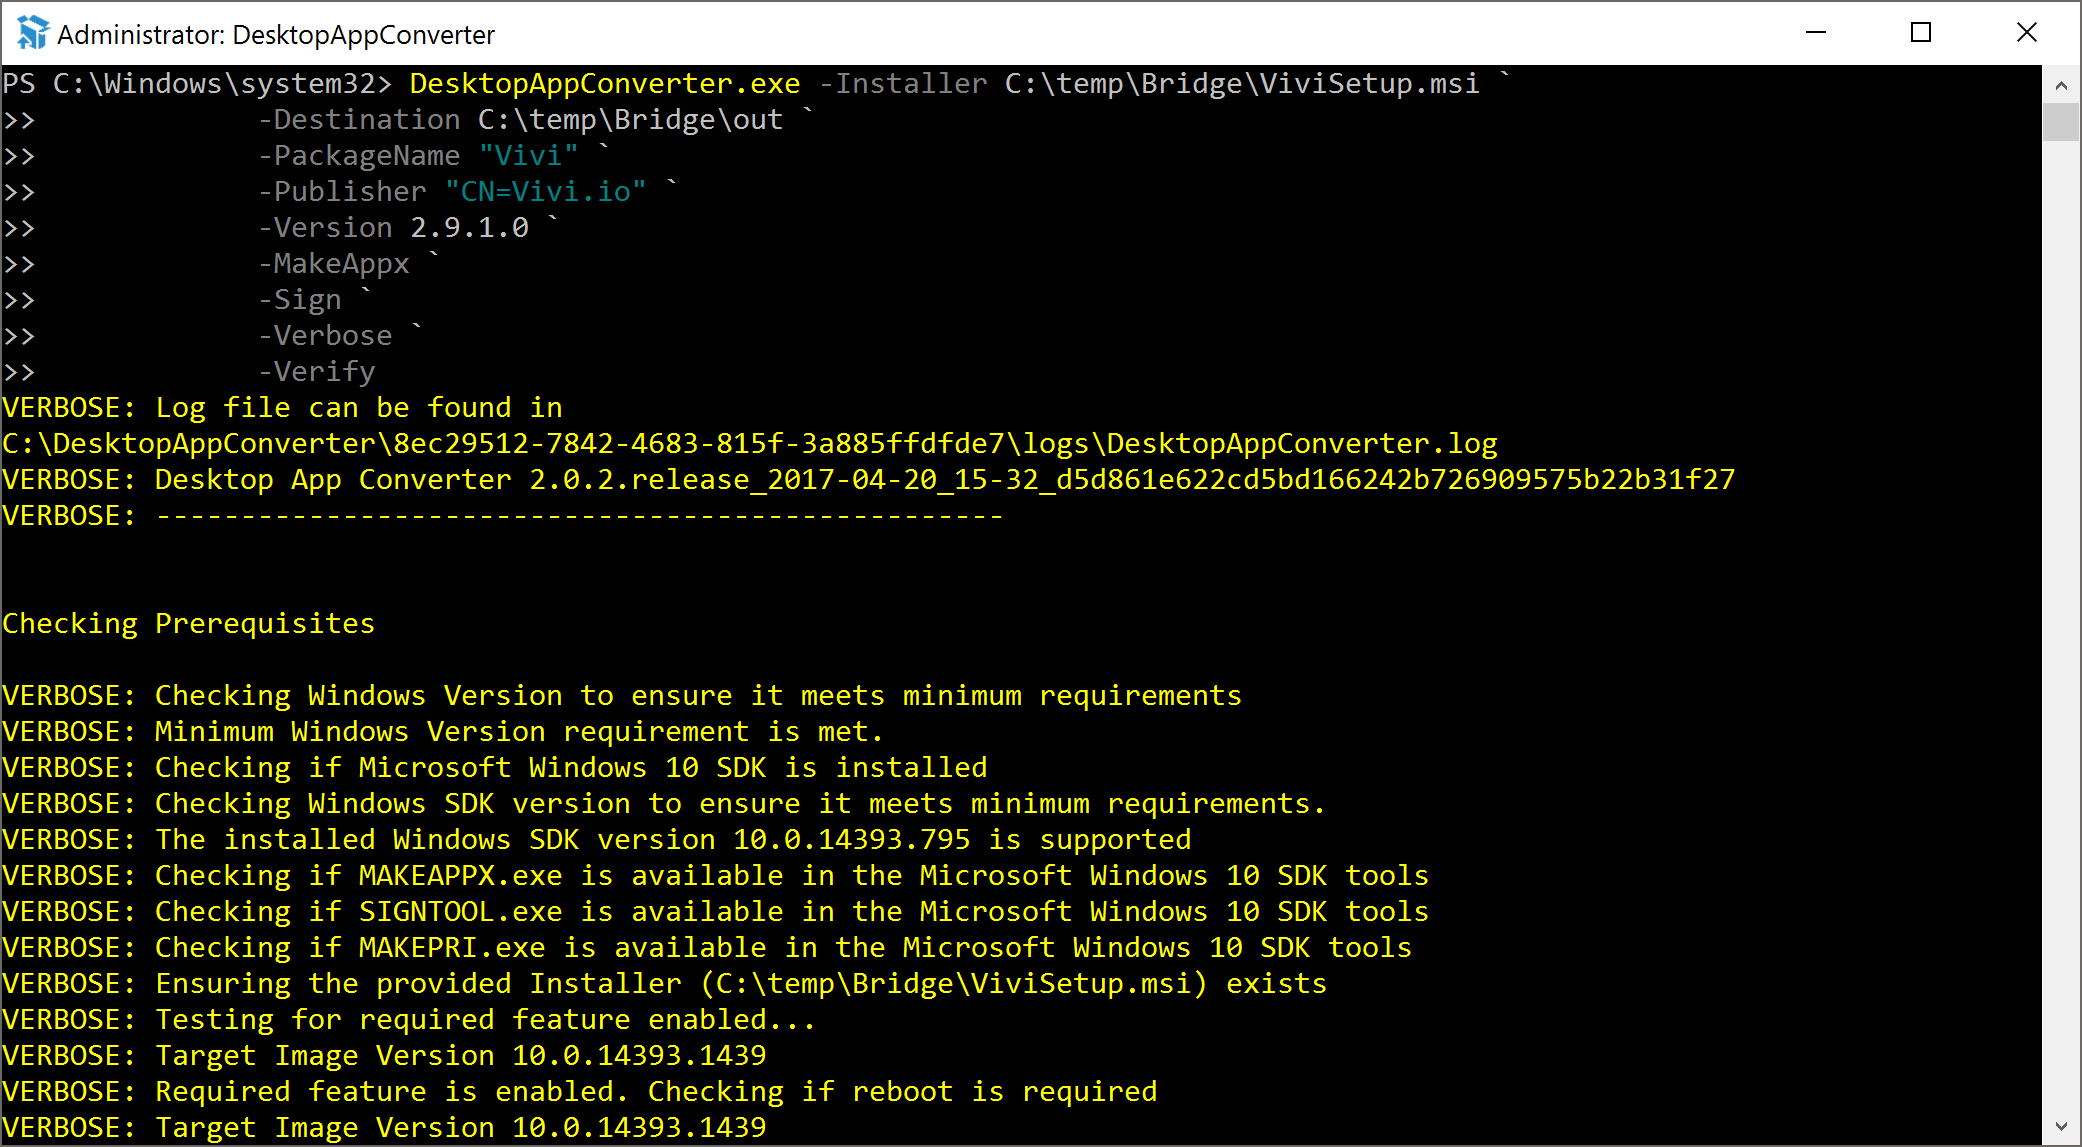 Administrator: DesktopAppConverter
PS C:\Windows\system32> DesktopAppConverter.exe -Installer C:\temp\Bridge\ViviSetup.msi `
>>             -Destination C:\temp\Bridge\out `
>>             -PackageName "Vivi" `
>>             -Publisher "CN=Vivi.io" `
>>             -Version 2.9.1.0 `
>>             -MakeAppx `
>>             -Sign `
>>             -Verbose `
>>             -Verify
VERBOSE: Log file can be found in
C:\DesktopAppConverter\8ec29512-7842-4683-815f-3a885ffdfde7\logs\DesktopAppConverter.log
VERBOSE: Desktop App Converter 2.0.2.release_2017-04-20_15-32_d5d861e622cd5bd166242b726909575b22b31f27
VERBOSE: --------------------------------------------------
Checking Prerequisites
VERBOSE: Checking Windows Version to ensure it meets minimum requirements
VERBOSE: Minimum Windows Version requirement is met.
VERBOSE: Checking if Microsoft Windows 10 SDK is installed
VERBOSE: Checking Windows SDK version to ensure it meets minimum requirements.
VERBOSE: The installed Windows SDK version 10.0.14393.795 is supported
VERBOSE: Checking if MAKEAPPX.exe is available in the Microsoft Windows 10 SDK tools
VERBOSE: Checking if SIGNTOOL.exe is available in the Microsoft Windows 10 SDK tools
VERBOSE: Checking if MAKEPRI.exe is available in the Microsoft Windows 10 SDK tools
VERBOSE: Ensuring the provided Installer (C:\temp\Bridge\ViviSetup.msi) exists
VERBOSE: Testing for required feature enabled...
VERBOSE: Target Image Version 10.0.14393.1439
VERBOSE: Required feature is enabled. Checking if reboot is required
VERBOSE: Target Image Version 10.0.14393.1439